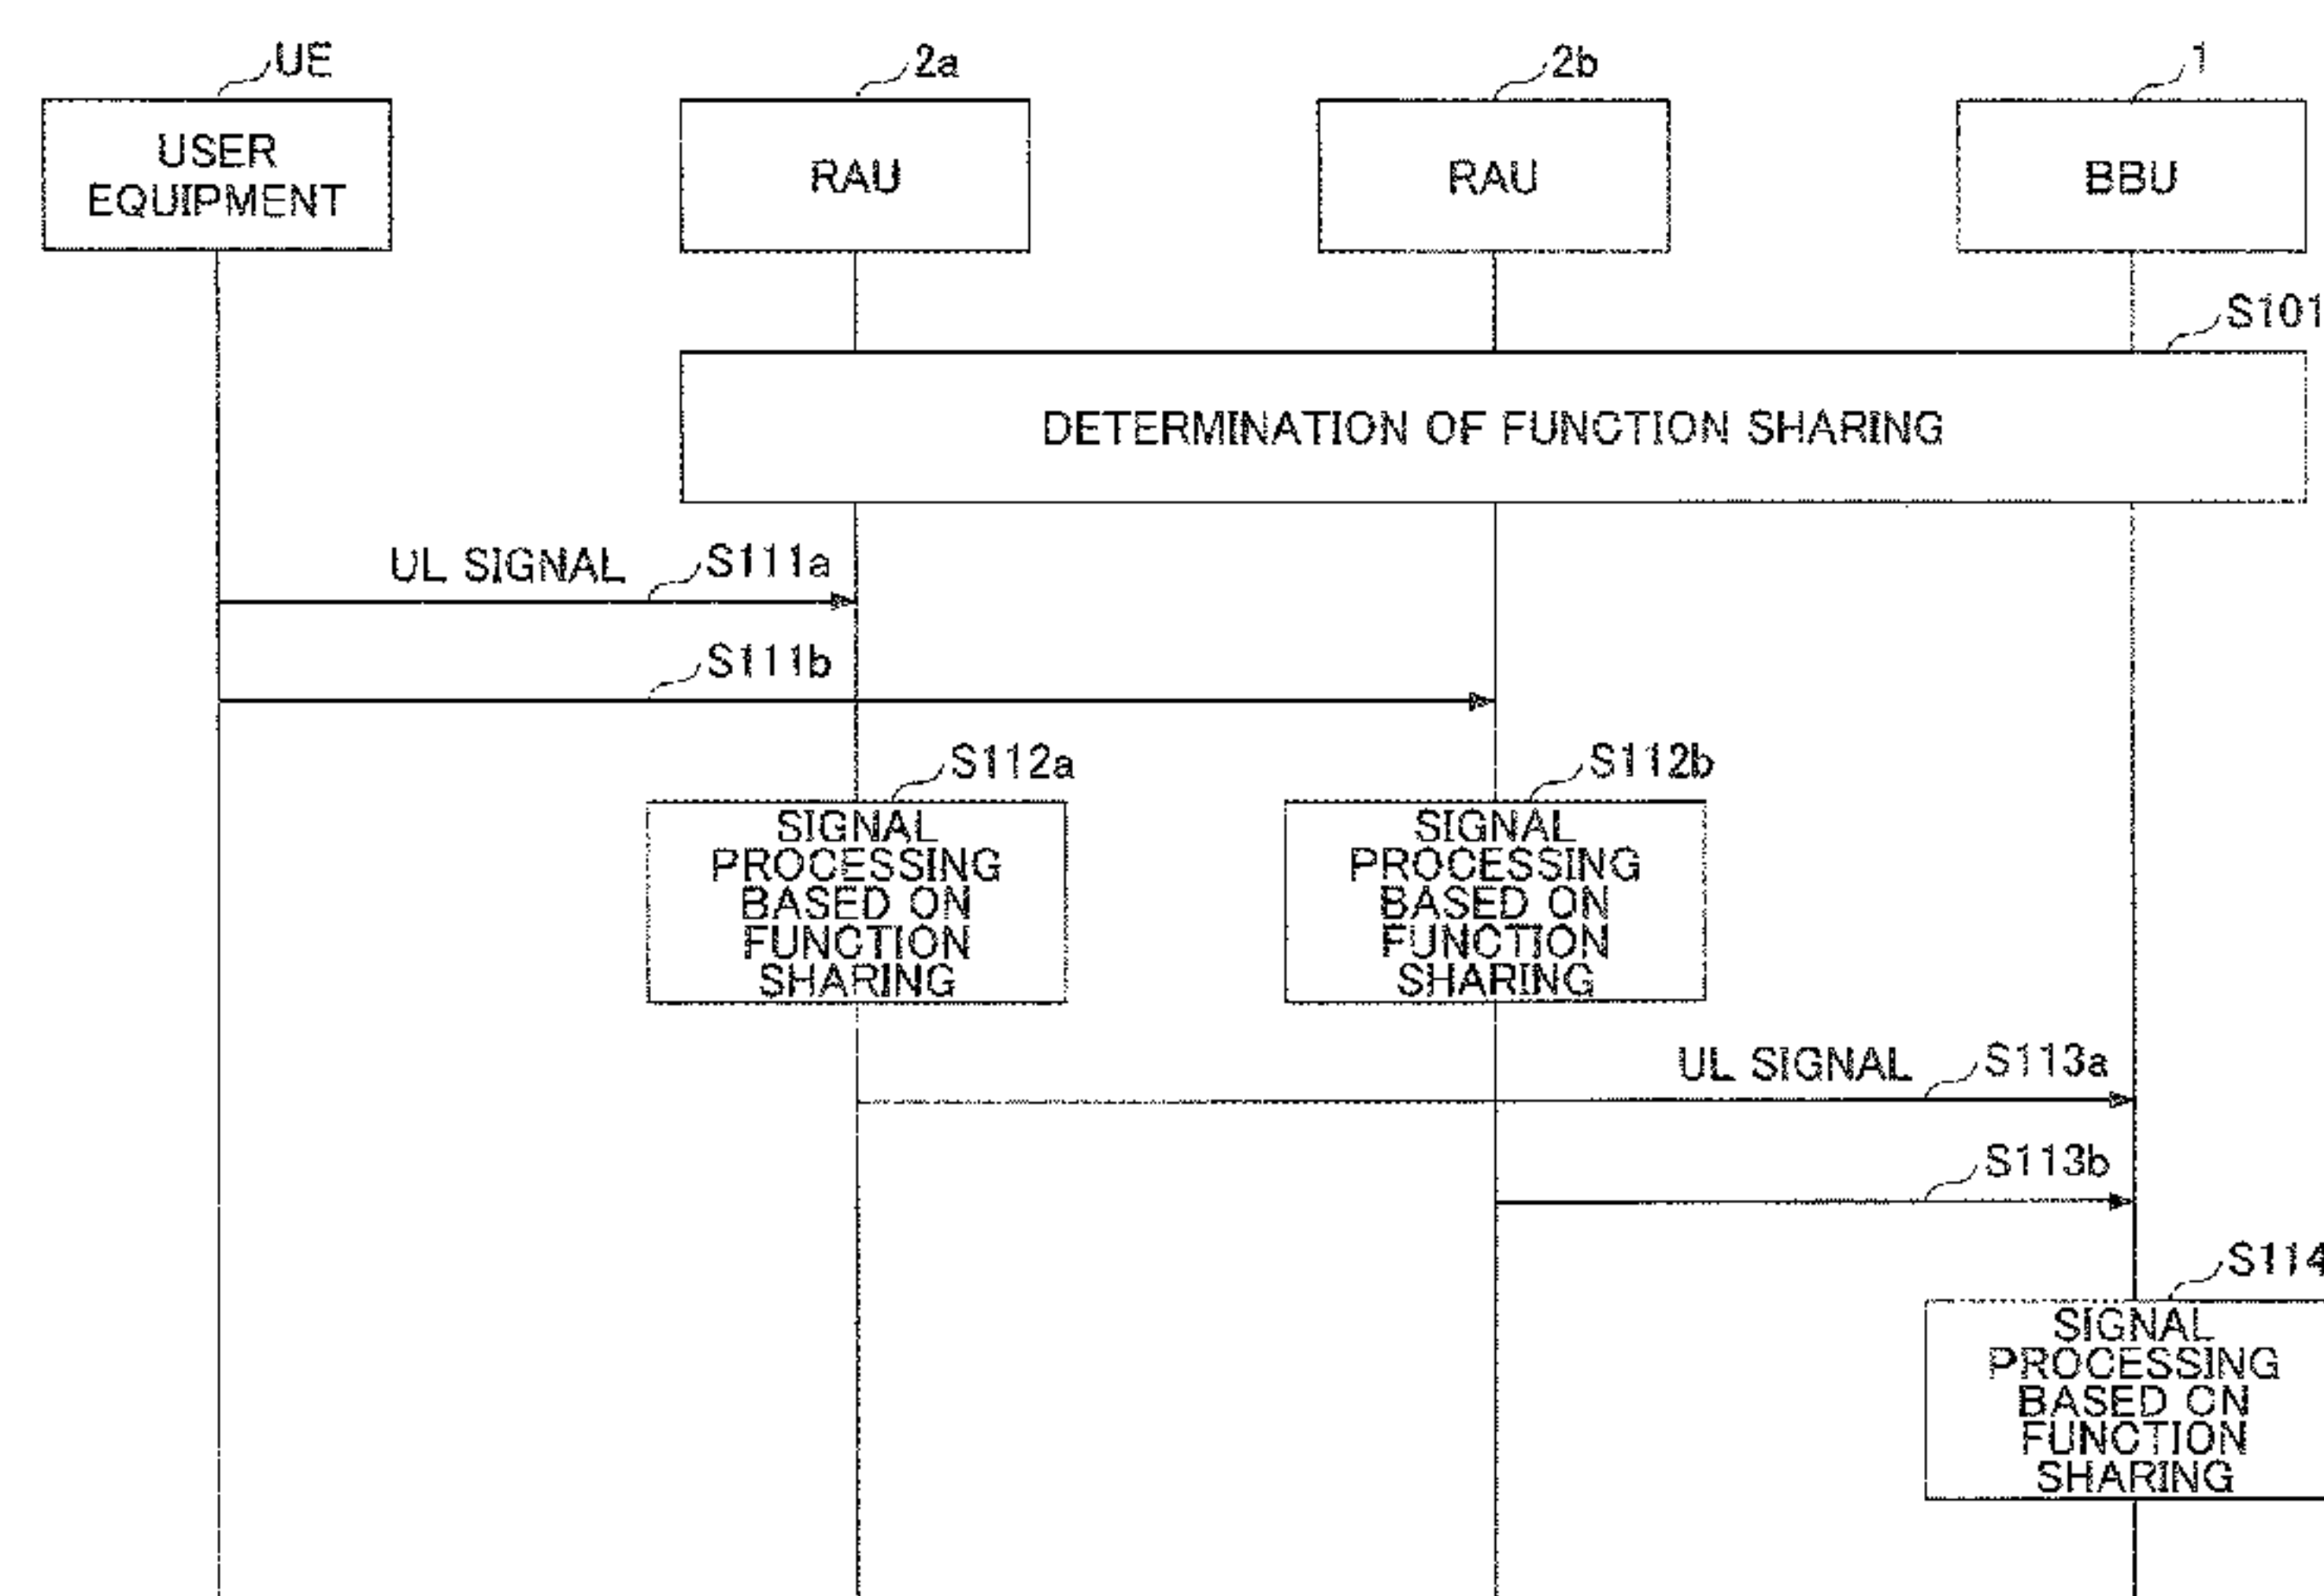 UE
2a
2b
1
USER
EQUIPMENT
RAU
RAU
BBU
S101
DETERMINATION OF FUNCTION SHARING
UL SIGNAL
S111a
S111b
S112a
S112b
SIGNAL
PROCESSING
BASED ON
FUNCTION
SHARING
SIGNAL
PROCESSING
BASED ON
FUNCTION
SHARING
UL SIGNAL
S113a
S113b
S114
SIGNAL
PROCESSING
BASED ON
FUNCTION
SHARING